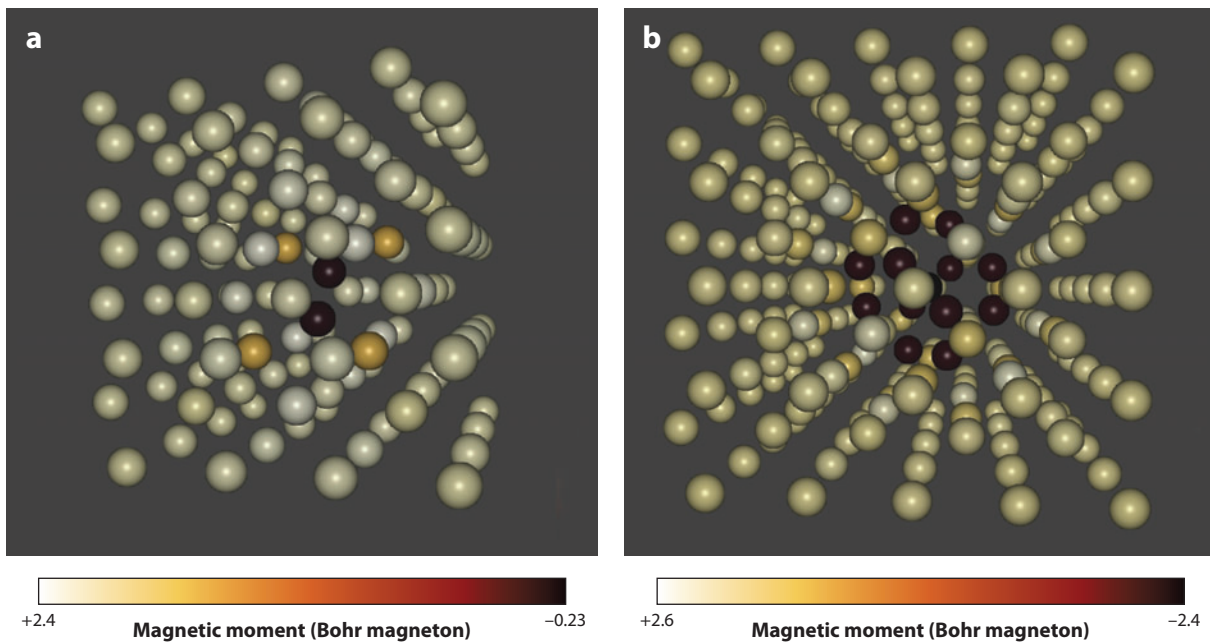 a
b
+2.4
Magnetic moment (Bohr magneton)
−0.23
+2.6
Magnetic moment (Bohr magneton)
−2.4